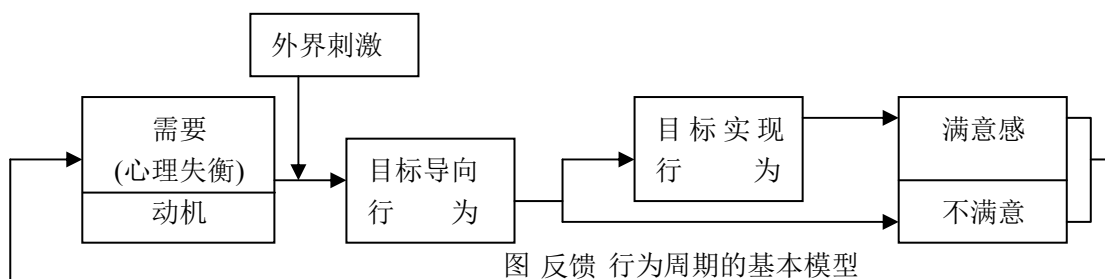 外界刺激
需要
(心理失衡)
动机
目标导向
行 为
目标实现
行 为
满意感
不满意
图 反馈 行为周期的基本模型